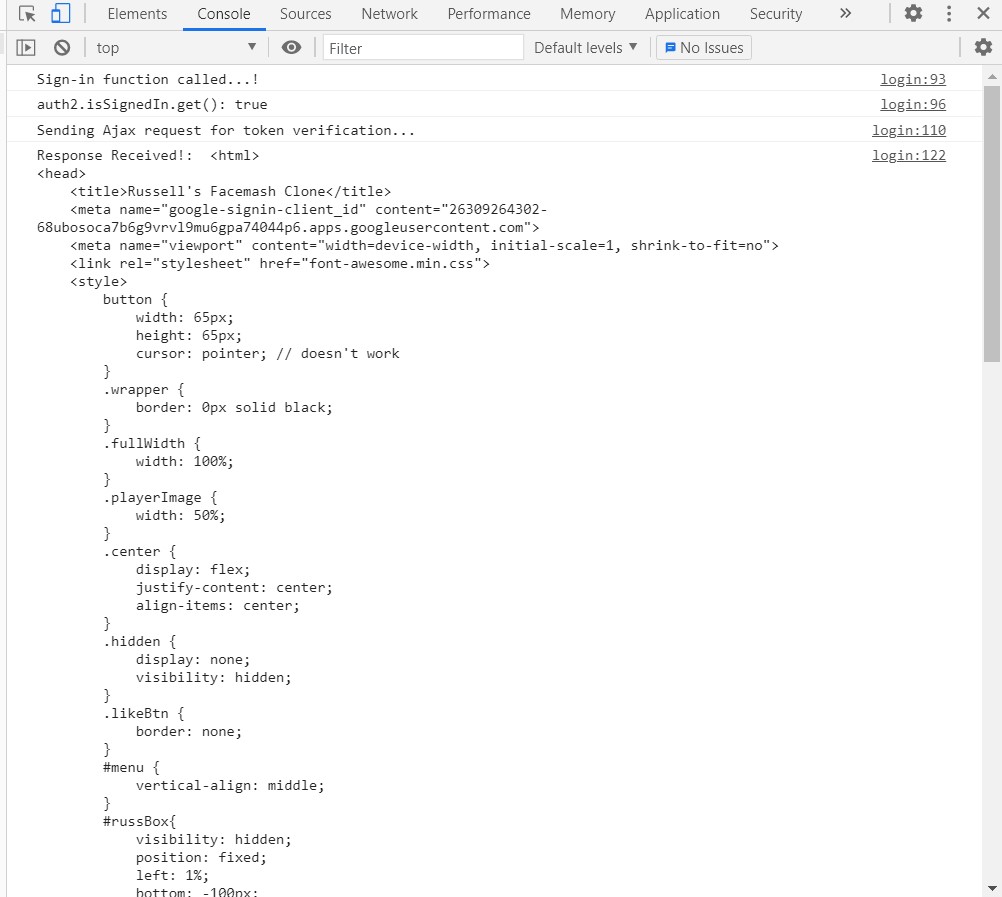 Elements Console Sources Network Performance Memory Application Security »
top Filter Default levels No Issues
Sign-in function called...! login:93
auth2.isSignedIn.get(): true login:96
Sending Ajax request for token verification... login:110
Response Received!:  <html> login:122
<head>
    <title>Russell's Facemash Clone</title>
    <meta name="google-signin-client_id" content="26309264302-
68ubosoca7b6g9vrvl9mu6gpa74044p6.apps.googleusercontent.com">
    <meta name="viewport" content="width=device-width, initial-scale=1, shrink-to-fit=no">
    <link rel="stylesheet" href="font-awesome.min.css">
    <style>
        button {
            width: 65px;
            height: 65px;
            cursor: pointer; // doesn't work
        }
        .wrapper {
            border: 0px solid black;
        }
        .fullWidth {
            width: 100%;
        }
        .playerImage {
            width: 50%;
        }
        .center {
            display: flex;
            justify-content: center;
            align-items: center;
        }
        .hidden {
            display: none;
            visibility: hidden;
        }
        .likeBtn {
            border: none;
        }
        #menu {
            vertical-align: middle;
        }
        #russBox{
            visibility: hidden;
            position: fixed;
            left: 1%;
            bottom: -100px;